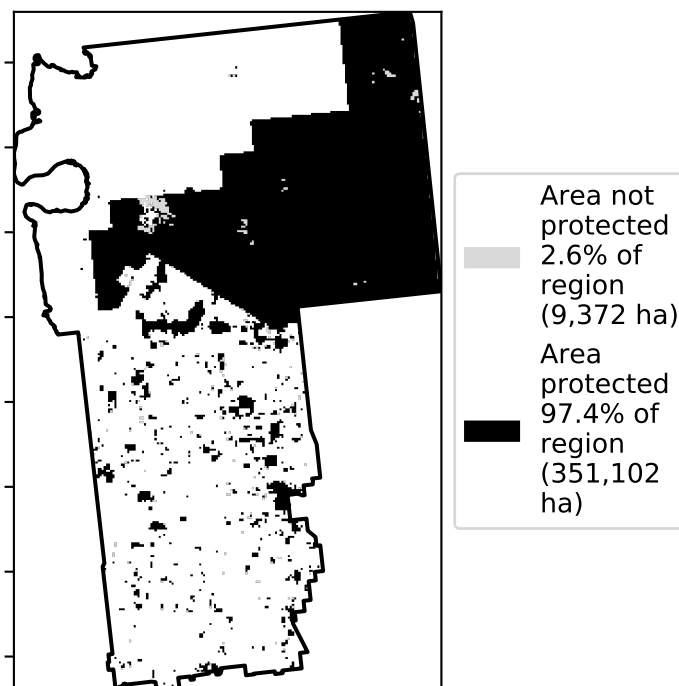 Area not
protected
2.6% of
region
(9,372 ha)
Area
protected
97.4% of
region
(351,102
ha)